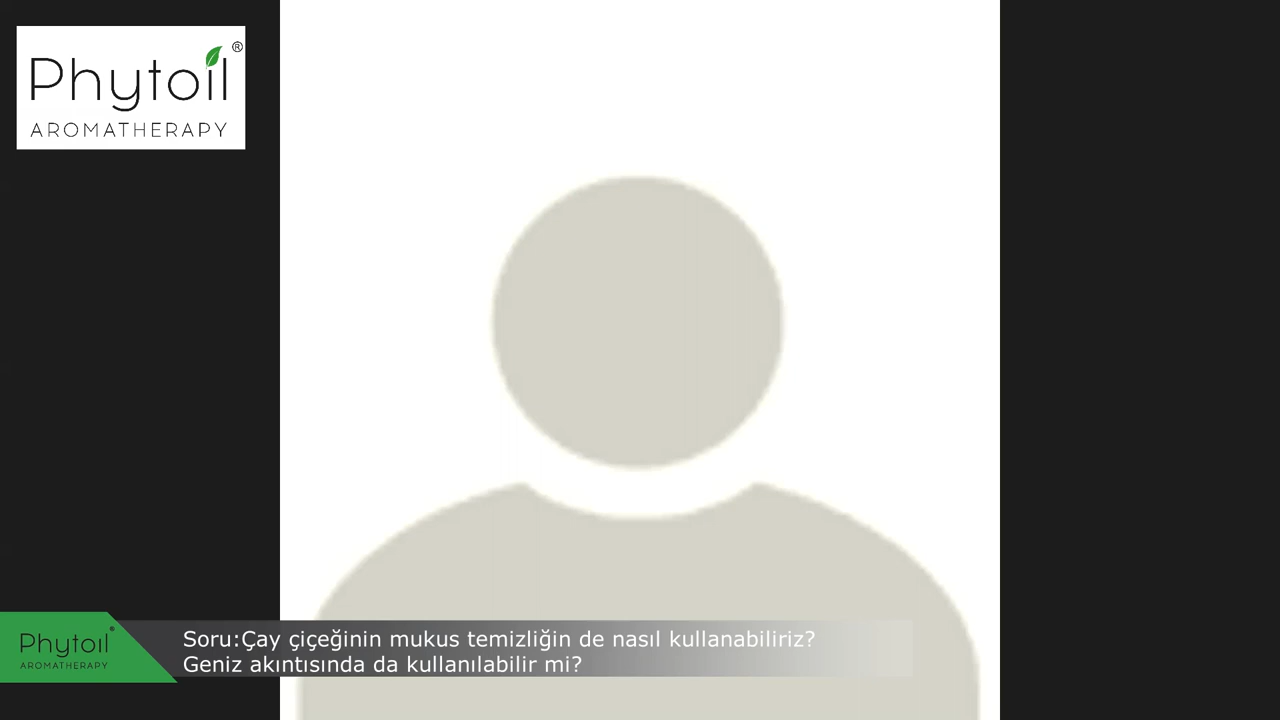 Phytoil®
AROMATHERAPY
Soru:Çay çiçeğinin mukus temizliğin de nasıl kullanabiliriz?
Geniz akıntısında da kullanılabilir mi?
Phytoil®
AROMATHERAPY